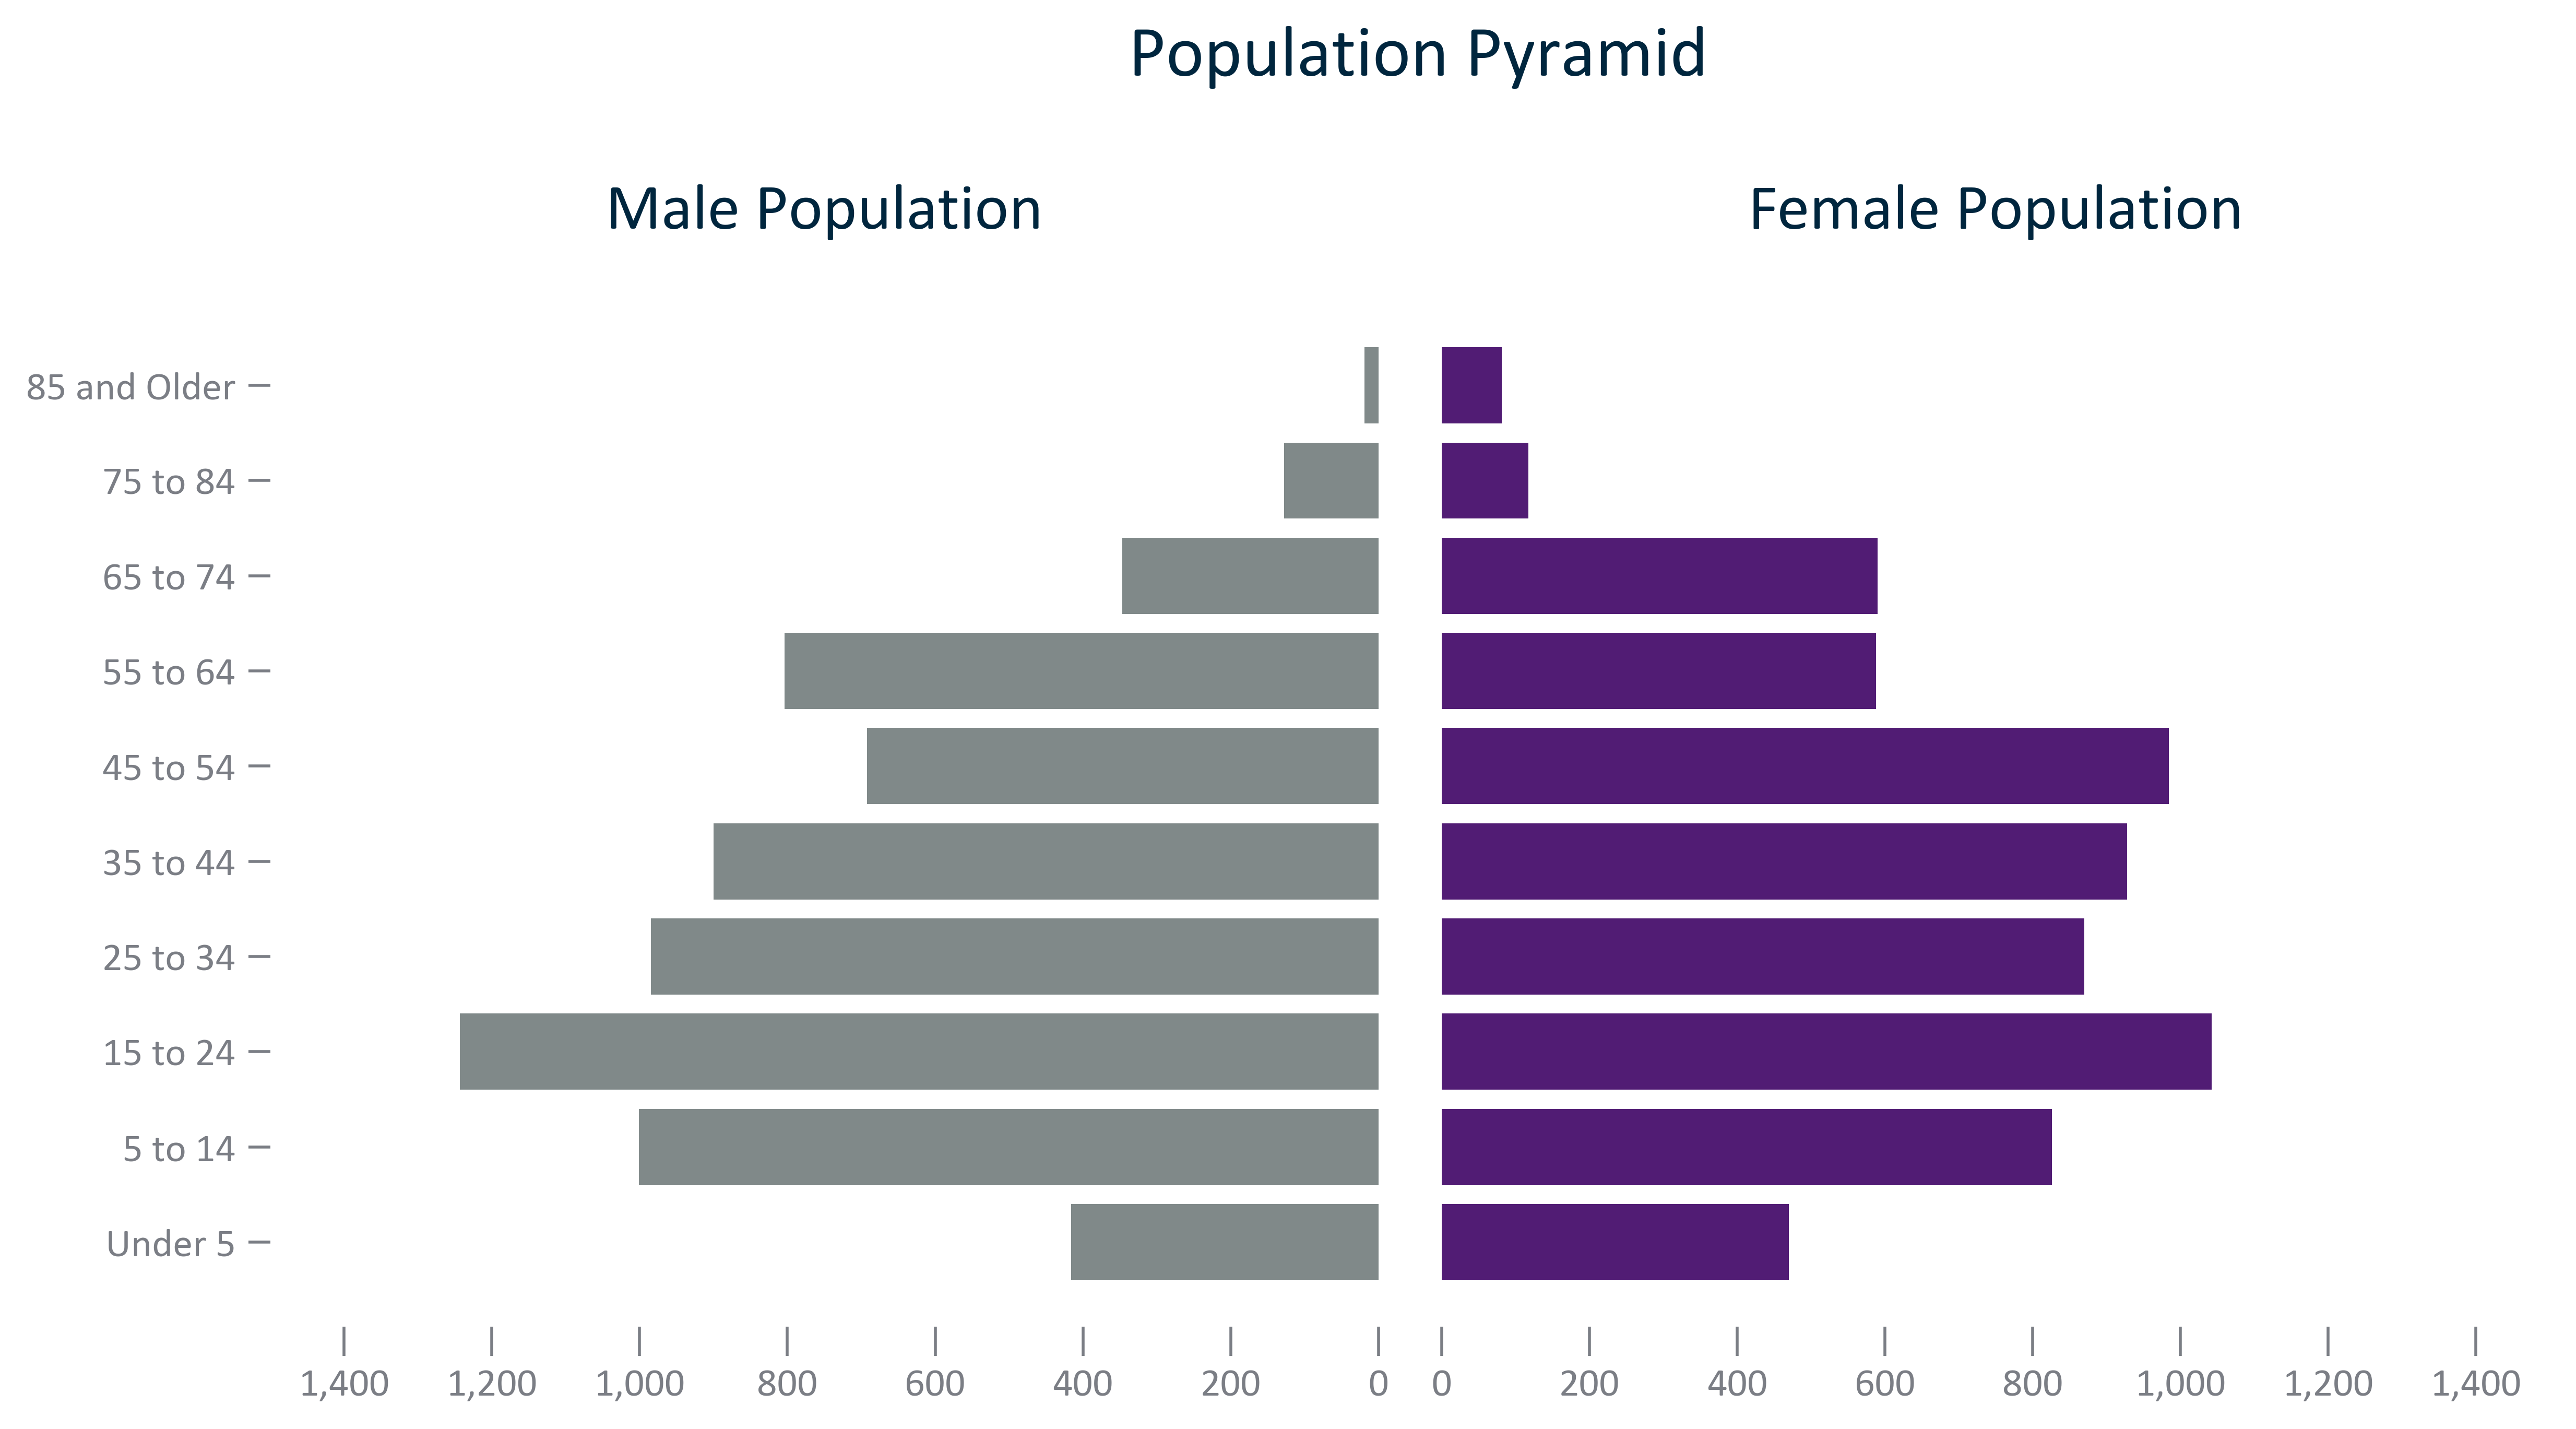 Population Pyramid
Male Population
Female Population
85 and Older
75 to 84
65 to 74
55 to 64
45 to 54
35 to 44
25 to 34
15 to 24
5 to 14
Under 5
1,400 1,200 1,000 800 600 400 200 0 0 200 400 600 800 1,000 1,200 1,400